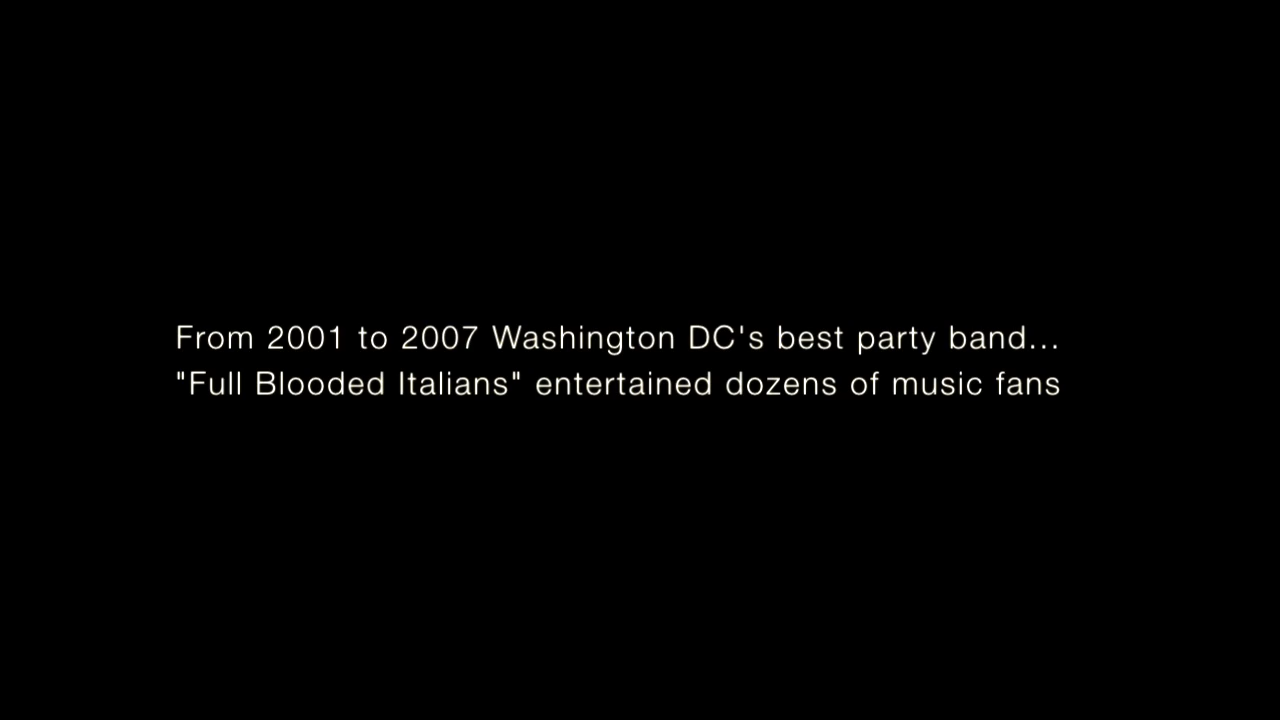 From 2001 to 2007 Washington DC's best party band...
"Full Blooded Italians" entertained dozens of music fans